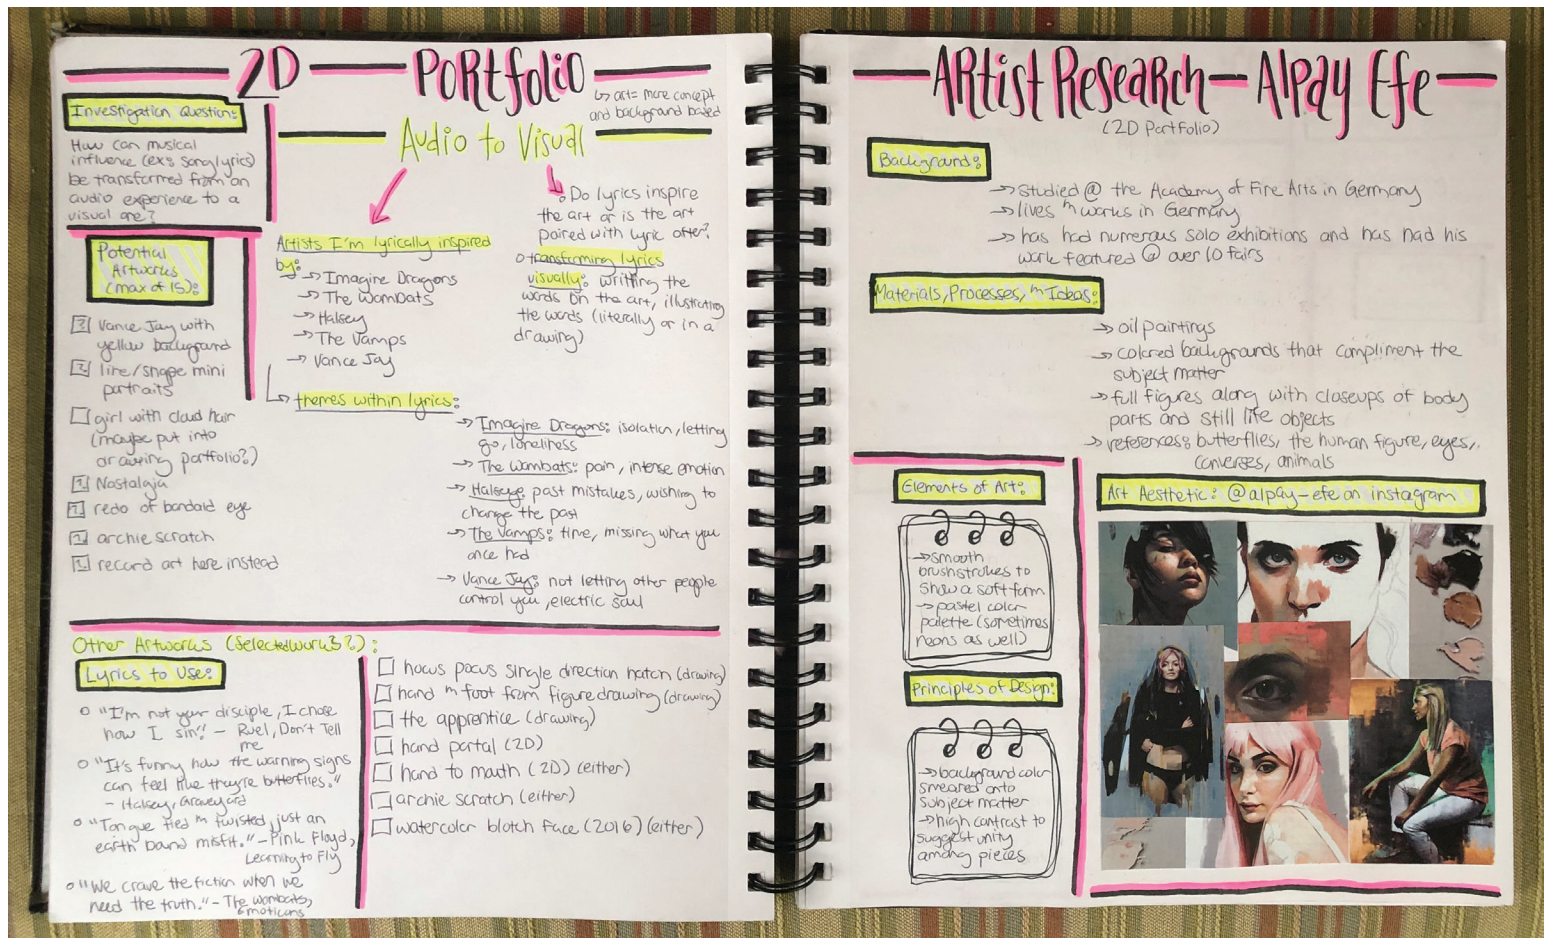 2D PORtfOliO
↳ art= more concept
and background based
Investigation Question:
How can musical
influence (ex: song lyrics)
be transformed from an
audio experience to a
visual one?
Audio to Visual
Potential
Artworks
(max of 15):
Vance Jay with
yellow background
line/shape mini
portraits
girl with cloud hair
(maybe put into
drawing portfolio?)
Nostalgia
redo of bandaid eye
archie scratch
record art here instead
Artists I'm lyrically inspired
by:
→ Imagine Dragons
→ The Wombats
→ Halsey
→ The Vamps
→ Vance Jay
Do lyrics inspire
the art or is the art
paired with lyric after?
transforming lyrics
visually: writting the
words on the art, illustrating
the words (literally or in a
drawing)
themes within lyrics:
→ Imagine Dragons: isolation, letting
go, loneliness
→ The Wombats: pain, intense emotion
→ Halsey: past mistakes, wishing to
change the past
→ The Vamps: time, missing what you
once had
→ Vance Jay: not letting other people
control you, electric soul
Other Artworks (selected works?):
Lyrics to Use:
"I'm not your disciple, I chose
how I sin" - Ruel, Don't Tell
me
"It's funny how the warning signs
can feel like they're butterflies."
- Halsey, Graveyard
"Tongue tied twisted, just an
earth bound misfit." - Pink Floyd,
Learning to Fly
"We crave the fiction when we
need the truth." - The Wombats,
Emoticons
hocus pocus single direction hatch (drawing)
hand foot from figure drawing (drawing)
the apprentice (drawing)
hand portal (2D)
hand to mouth (2D) (either)
archie scratch (either)
watercolor blotch face (2016) (either)
ARtist ReseaRch — Alpay Efe
(2D Portfolio)
Background:
→ studied @ the Academy of Fine Arts in Germany
→ lives works in Germany
→ has had numerous solo exhibitions and has had his
work featured @ over 10 fairs
Materials, Processes, Ideas:
→ oil paintings
→ colored backgrounds that compliment the
subject matter
→ full figures along with closeups of body
parts and still life objects
→ references: butterflies, the human figure, eyes,
converses, animals
Elements of Art:
→ smooth
brushstrokes to
show a soft form
→ pastel color
palette (sometimes
neons as well)
Principles of Design:
→ background color
smeared onto
subject matter
→ high contrast to
suggest unity
among pieces
Art Aesthetic: @alpay-efe on instagram